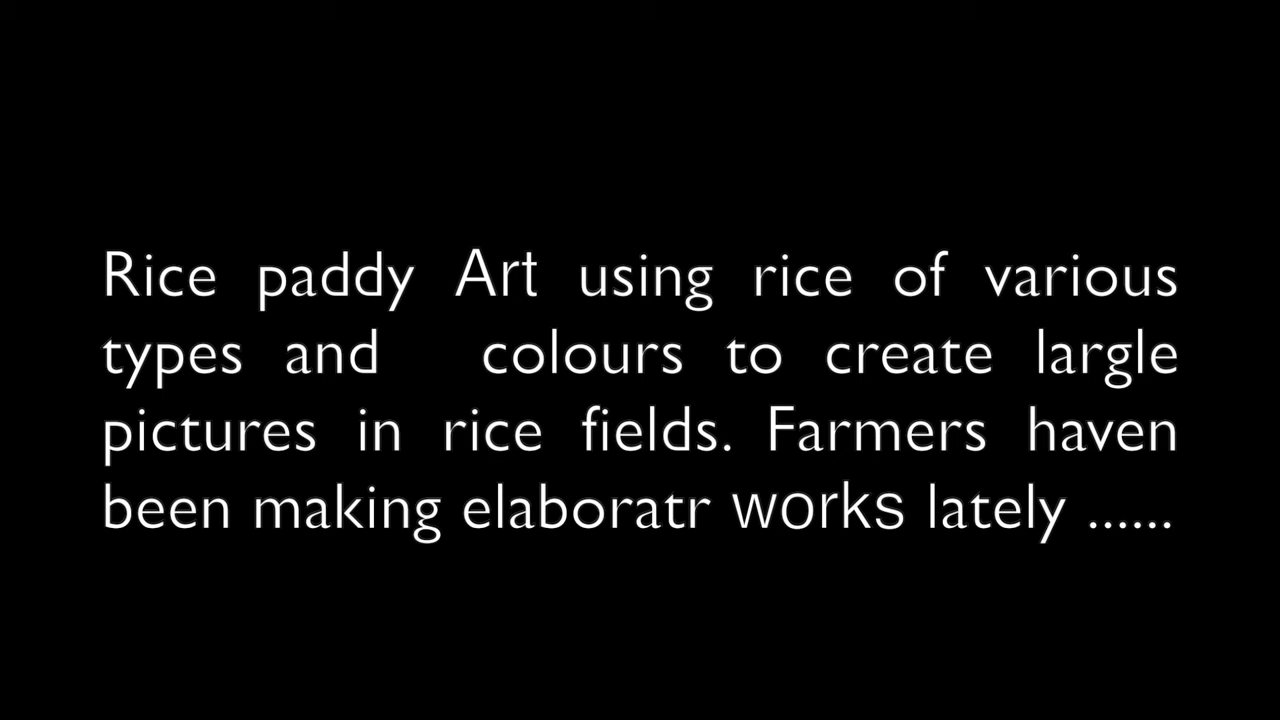 Rice paddy Art using rice of various
types and colours to create largle
pictures in rice fields. Farmers haven
been making elaboratr works lately ......